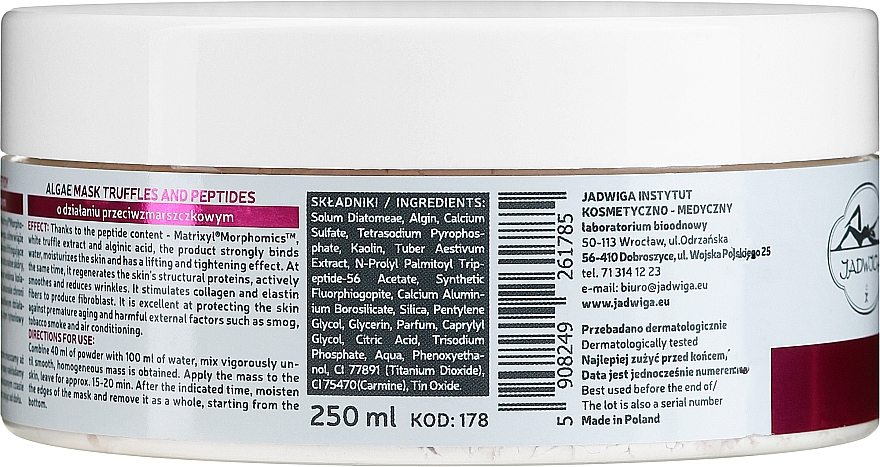 ALGAE MASK TRUFFLES AND PEPTIDES
o działaniu przeciwzmarszczkowym
EFFECT: Thanks to the peptide content - Matrixyl®Morphomics™,
white truffle extract and alginic acid, the product strongly binds
water, moisturizes the skin and has a lifting and tightening effect. At
the same time, it regenerates the skin's structural proteins, actively
smoothes and reduces wrinkles. It stimulates collagen and elastin
fibers to produce fibroblast. It is excellent at protecting the skin
against premature aging and harmful external factors such as smog,
tobacco smoke and air conditioning.
DIRECTIONS FOR USE:
Combine 40 ml of powder with 100 ml of water, mix vigorously un-
til smooth, homogeneous mass is obtained. Apply the mass to the
skin, leave for approx. 15-20 min. After the indicated time, moisten
the edges of the mask and remove it as a whole, starting from the
bottom.
SKŁADNIKI / INGREDIENTS:
Solum Diatomeae, Algin, Calcium
Sulfate, Tetrasodium Pyrophos-
phate, Kaolin, Tuber Aestivum
Extract, N-Prolyl Palmitoyl Trip-
eptide-56 Acetate, Synthetic
Fluorphiogopite, Calcium Alumin-
ium Borosilicate, Silica, Pentylene
Glycol, Glycerin, Parfum, Caprylyl
Glycol, Citric Acid, Trisodium
Phosphate, Aqua, Phenoxyetha-
nol, CI 77891 (Titanium Dioxide),
CI 75470(Carmine), Tin Oxide.
250 ml KOD: 178
5 908249 261785
JADWIGA INSTYTUT
KOSMETYCZNO - MEDYCZNY
laboratorium bioodnowy
50-113 Wrocław, ul.Odrzańska
56-410 Dobroszyce, ul. Wojska Polskiego 25
tel. 71 314 12 23
e-mail: biuro@jadwiga.eu
www.jadwiga.eu
Przebadano dermatologicznie
Dermatologically tested
Najlepiej zużyć przed końcem,
Data jest jednocześnie numerem
Best used before the end of/
The lot is also a serial number
Made in Poland
JADWIGA